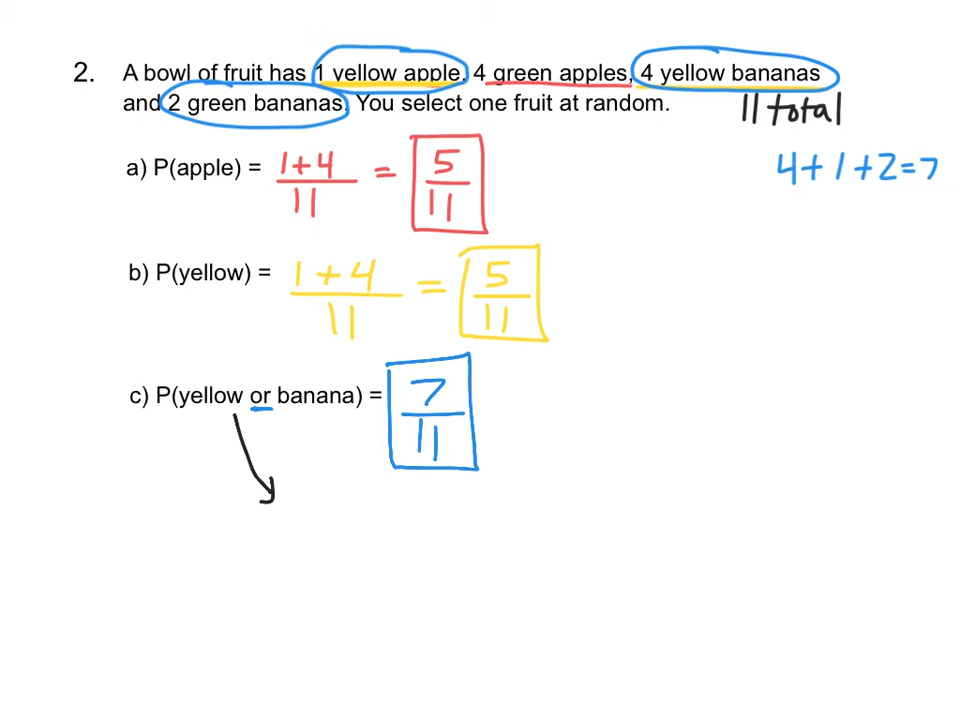 2. A bowl of fruit has 1 yellow apple, 4 green apples, 4 yellow bananas
and 2 green bananas. You select one fruit at random.
11 total
4+1+2=7
a) P(apple) = 1+4/11 = 5/11
b) P(yellow) = 1+4/11 = 5/11
c) P(yellow or banana) = 7/11